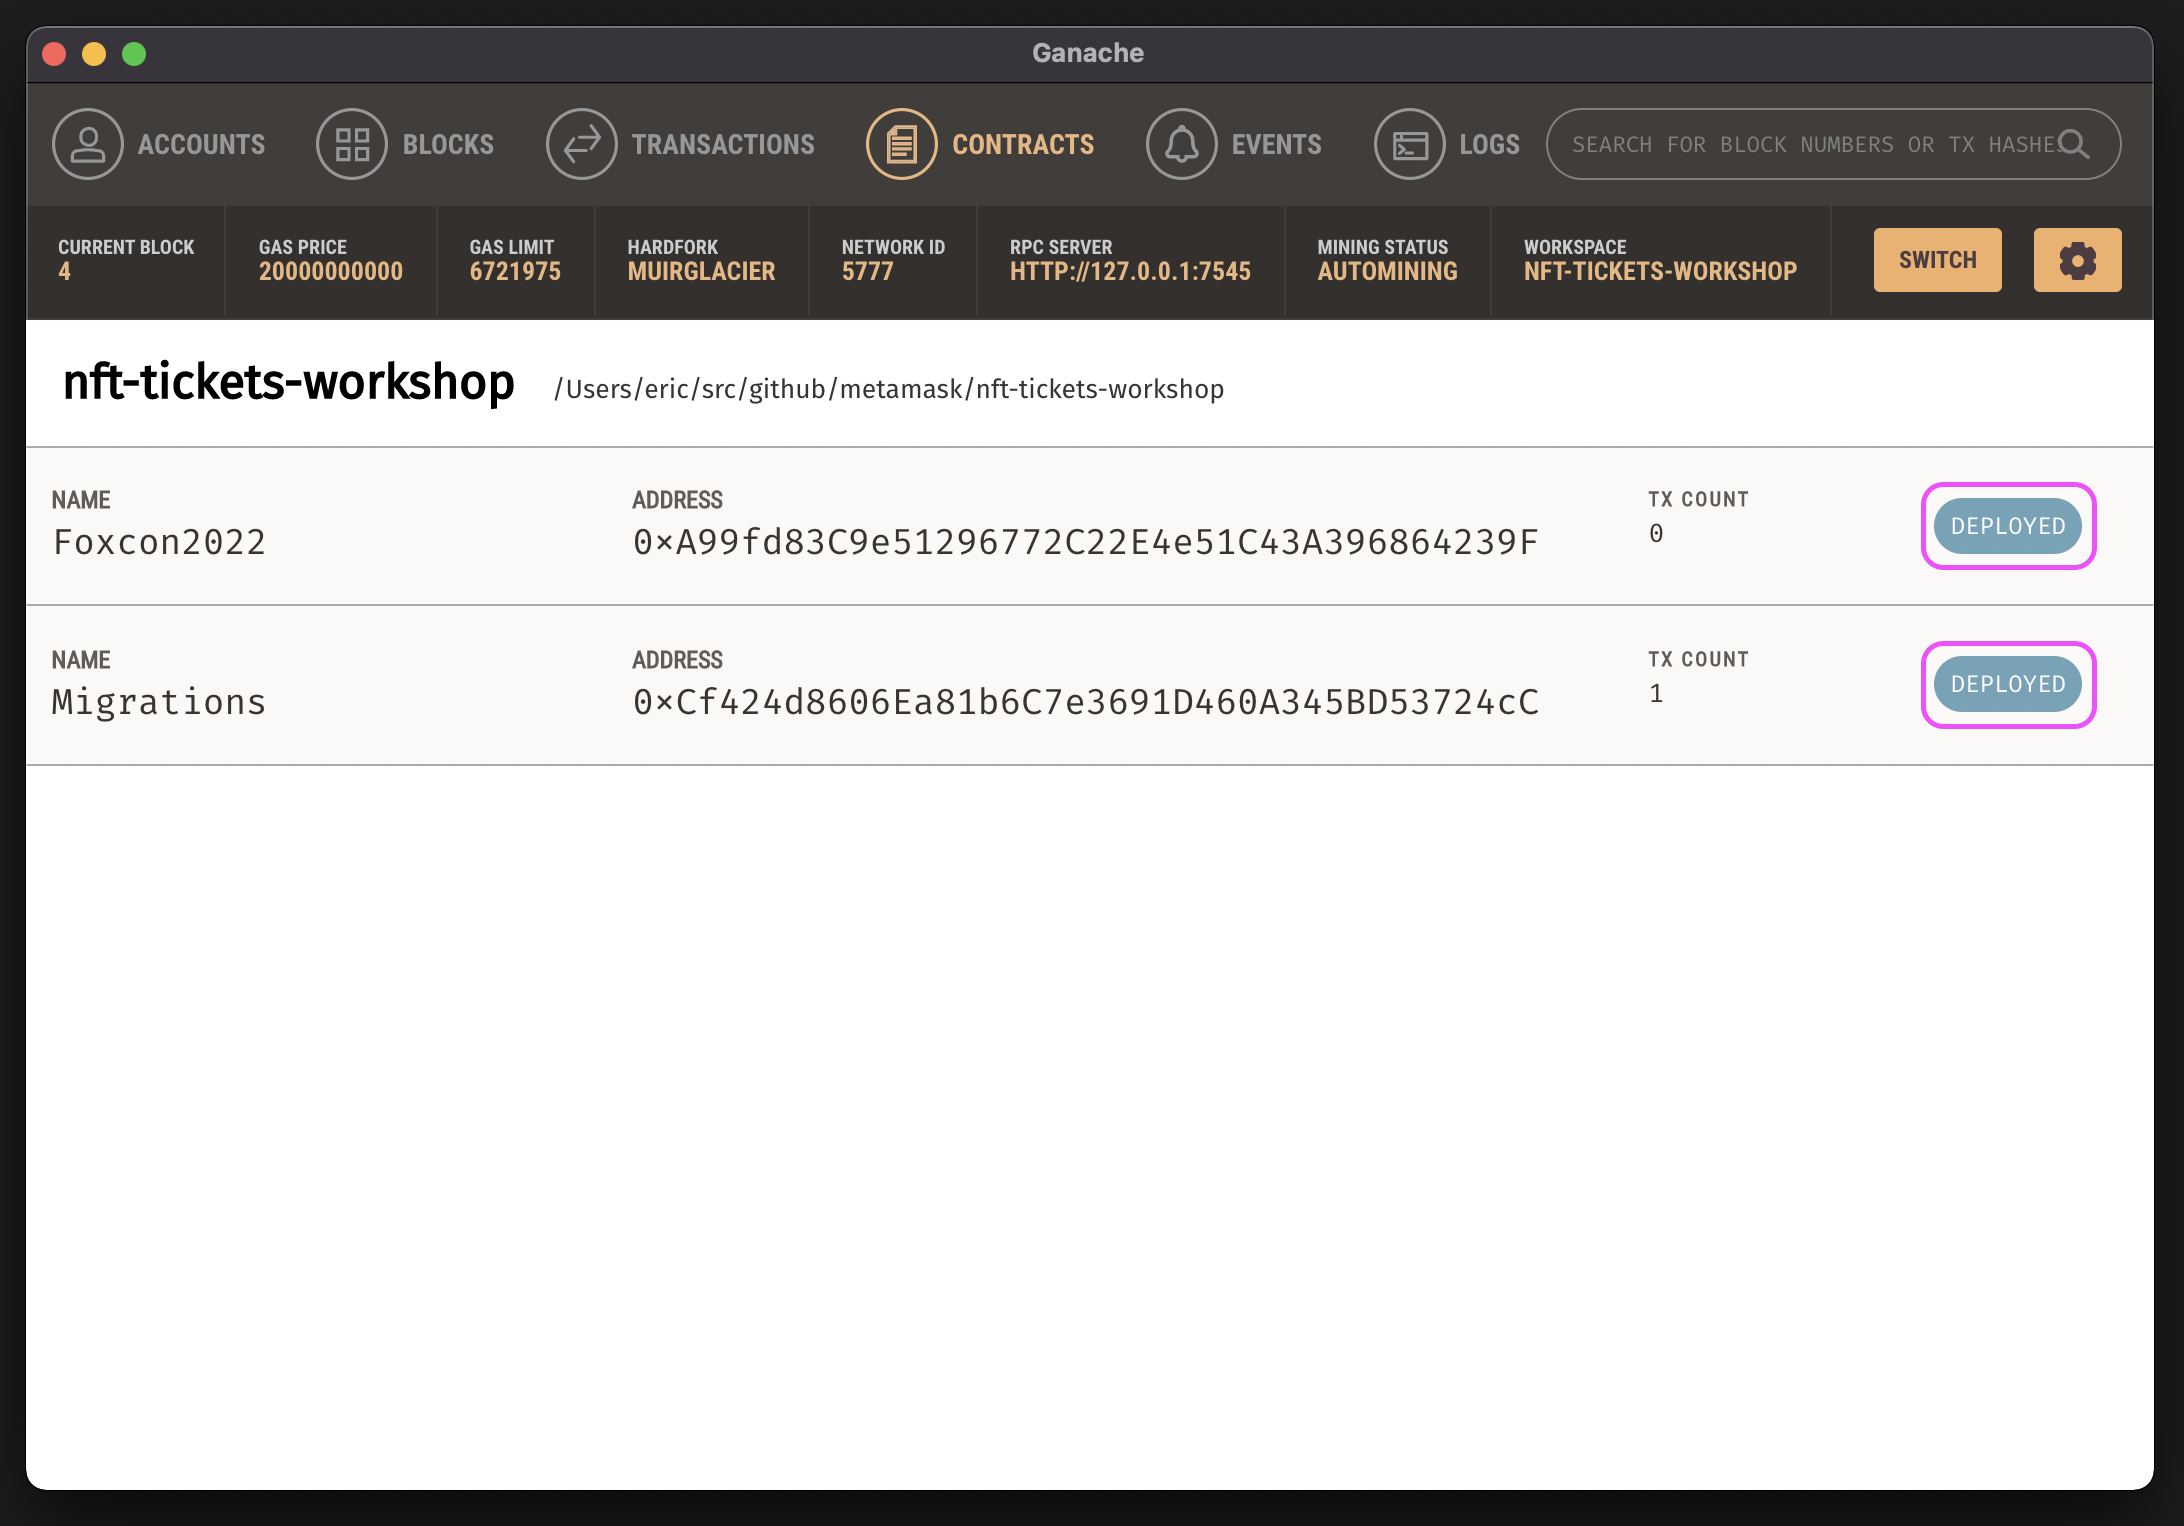 Ganache
ACCOUNTS BLOCKS TRANSACTIONS CONTRACTS EVENTS LOGS SEARCH FOR BLOCK NUMBERS OR TX HASHES
CURRENT BLOCK GAS PRICE GAS LIMIT HARDFORK NETWORK ID RPC SERVER MINING STATUS WORKSPACE
4 20000000000 6721975 MUIRGLACIER 5777 HTTP://127.0.0.1:7545 AUTOMINING NFT-TICKETS-WORKSHOP
SWITCH
nft-tickets-workshop /Users/eric/src/github/metamask/nft-tickets-workshop
NAME ADDRESS TX COUNT
Foxcon2022 0×A99fd83C9e51296772C22E4e51C43A396864239F 0 DEPLOYED
NAME ADDRESS TX COUNT
Migrations 0×Cf424d8606Ea81b6C7e3691D460A345BD53724cC 1 DEPLOYED